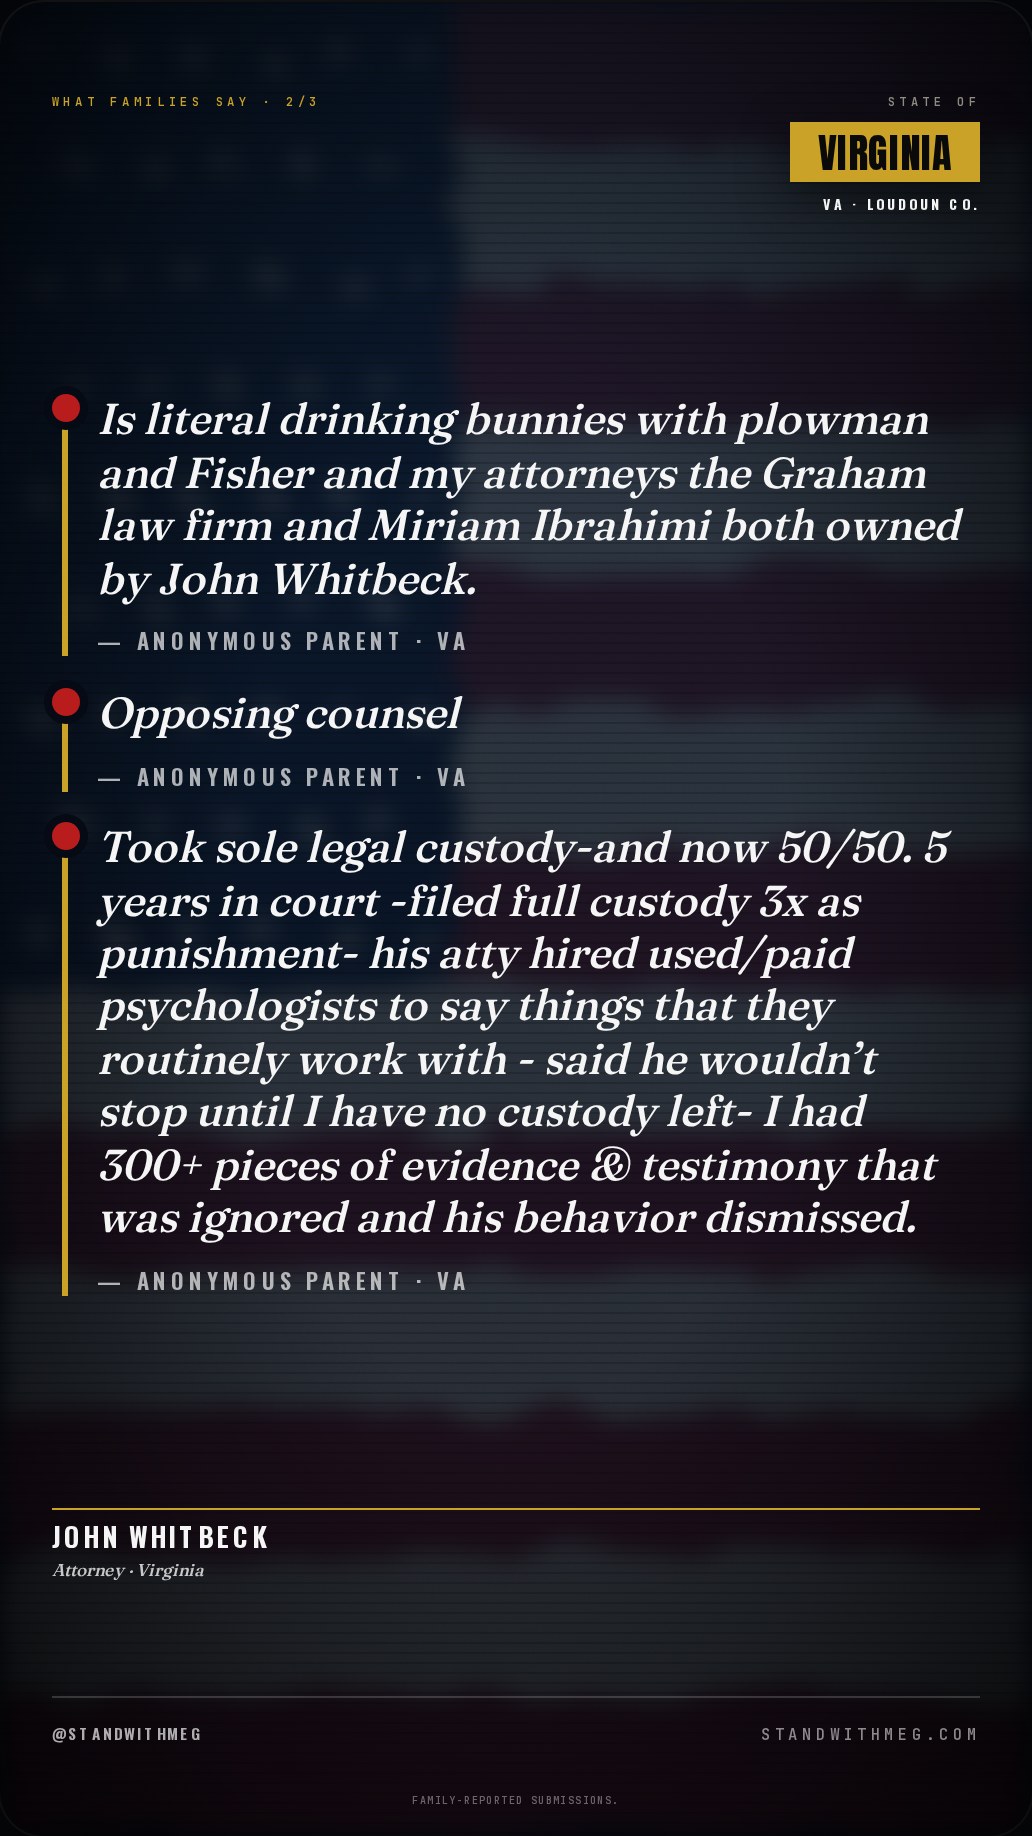 WHAT FAMILIES SAY · 2/3
STATE OF
VIRGINIA
VA · LOUDOUN CO.
Is literal drinking bunnies with plowman
and Fisher and my attorneys the Graham
law firm and Miriam Ibrahimi both owned
by John Whitbeck.
— ANONYMOUS PARENT · VA
Opposing counsel
— ANONYMOUS PARENT · VA
Took sole legal custody-and now 50/50. 5
years in court -filed full custody 3x as
punishment- his atty hired used/paid
psychologists to say things that they
routinely work with - said he wouldn’t
stop until I have no custody left- I had
300+ pieces of evidence & testimony that
was ignored and his behavior dismissed.
— ANONYMOUS PARENT · VA
JOHN WHITBECK
Attorney · Virginia
@STANDWITHMEG
STANDWITHMEG.COM
FAMILY-REPORTED SUBMISSIONS.